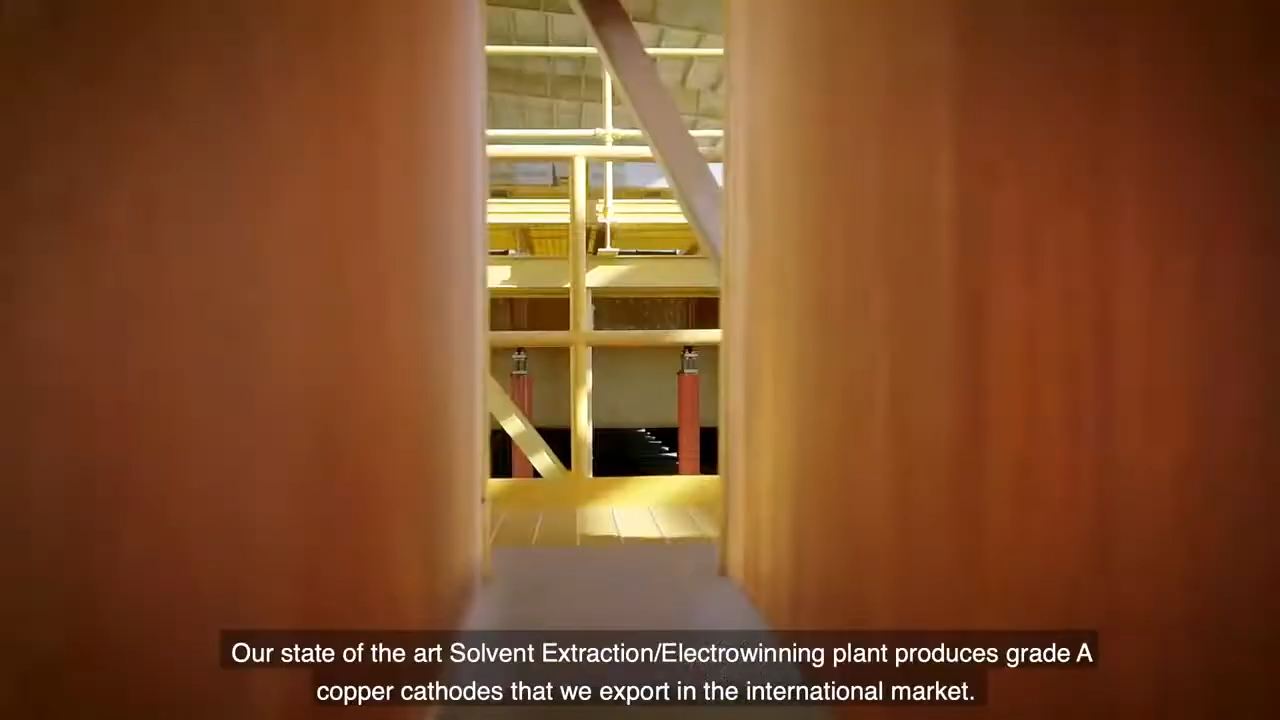 Our state of the art Solvent Extraction/Electrowinning plant produces grade A
copper cathodes that we export in the international market.